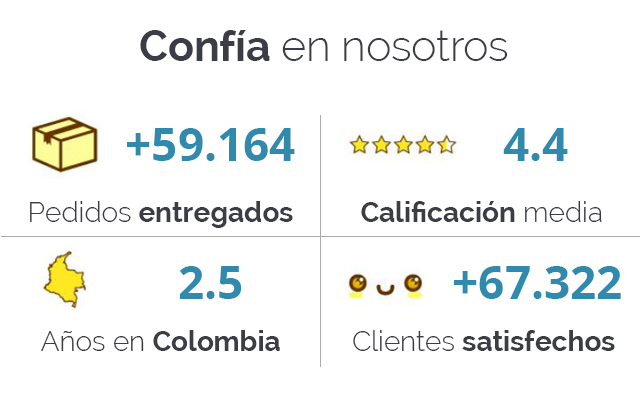 Confía en nosotros
+59.164
Pedidos entregados
4.4
Calificación media
2.5
Años en Colombia
+67.322
Clientes satisfechos